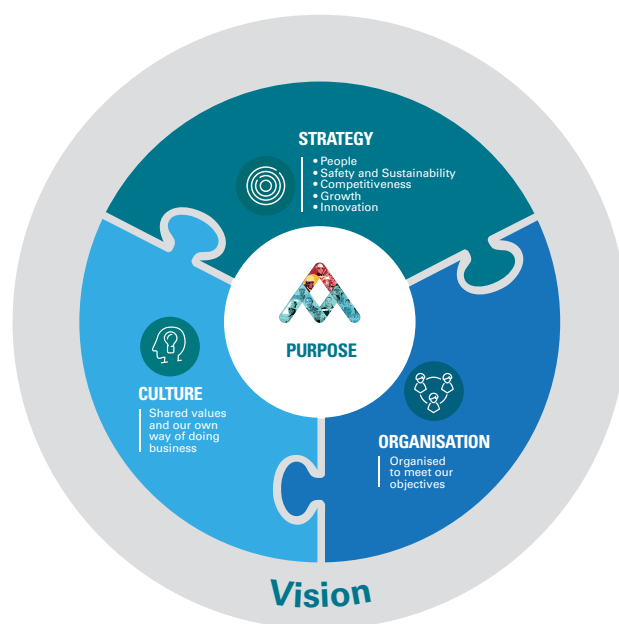 STRATEGY
• People
• Safety and Sustainability
• Competitiveness
• Growth
• Innovation
PURPOSE
CULTURE
Shared values
and our own
way of doing
business
ORGANISATION
Organised
to meet our
objectives
Vision